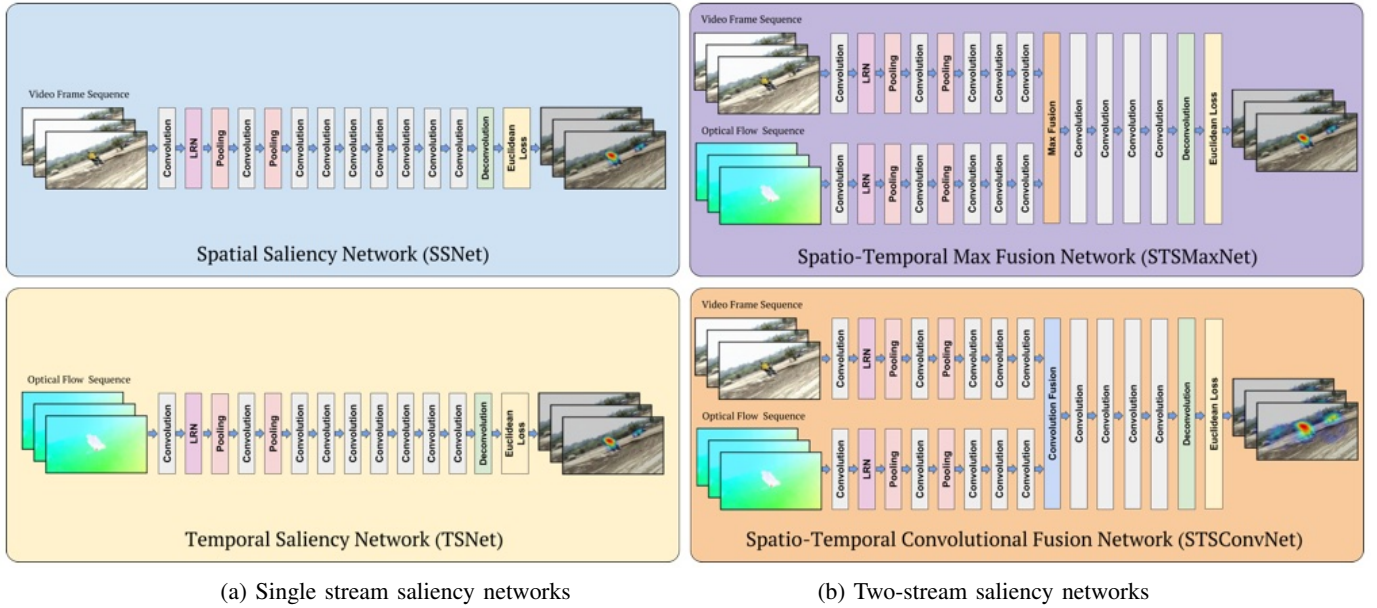 Video Frame Sequence
Convolution
LRN
Pooling
Convolution
Pooling
Convolution
Convolution
Convolution
Convolution
Convolution
Convolution
Convolution
Deconvolution
Euclidean
Loss
Spatial Saliency Network (SSNet)
Video Frame Sequence
Convolution
LRN
Pooling
Convolution
Pooling
Convolution
Convolution
Convolution
Optical Flow Sequence
Convolution
LRN
Pooling
Convolution
Pooling
Convolution
Convolution
Convolution
Max Fusion
Convolution
Convolution
Convolution
Convolution
Deconvolution
Euclidean Loss
Spatio-Temporal Max Fusion Network (STSMaxNet)
Optical Flow Sequence
Convolution
LRN
Pooling
Convolution
Pooling
Convolution
Convolution
Convolution
Convolution
Convolution
Convolution
Convolution
Deconvolution
Euclidean
Loss
Temporal Saliency Network (TSNet)
Video Frame Sequence
Convolution
LRN
Pooling
Convolution
Pooling
Convolution
Convolution
Convolution
Optical Flow Sequence
Convolution
LRN
Pooling
Convolution
Pooling
Convolution
Convolution
Convolution
Convolution Fusion
Convolution
Convolution
Convolution
Convolution
Deconvolution
Euclidean Loss
Spatio-Temporal Convolutional Fusion Network (STSConvNet)
(a) Single stream saliency networks
(b) Two-stream saliency networks